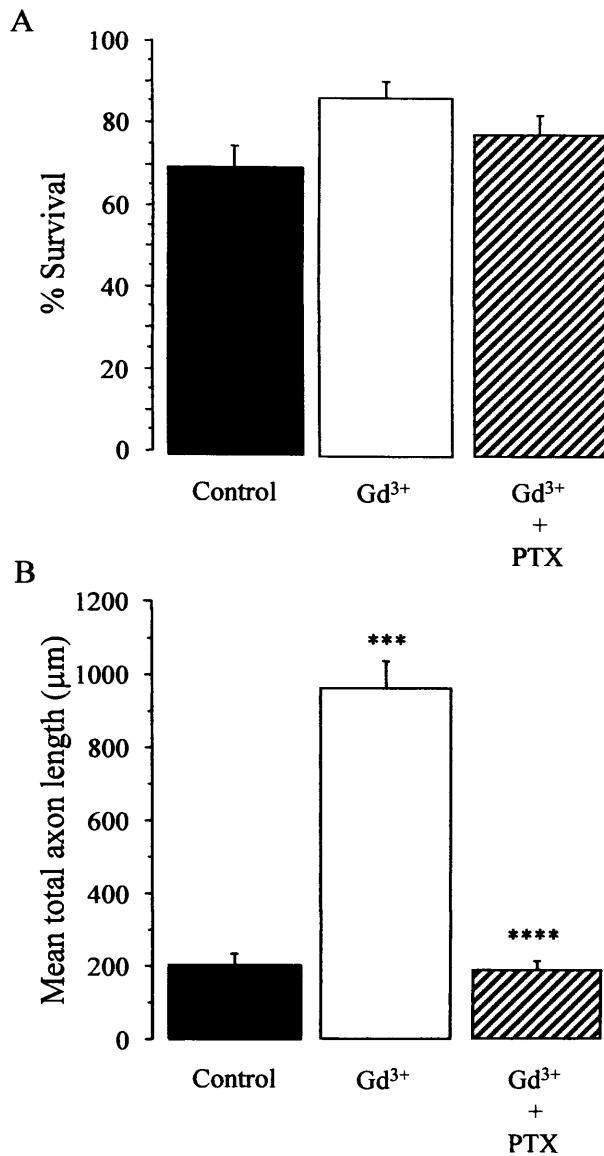 A
% Survival
100
80
60
40
20
0
Control
Gd³⁺
Gd³⁺
+
PTX
B
Mean total axon length (μm)
1200
1000
800
600
400
200
0
***
****
Control
Gd³⁺
Gd³⁺
+
PTX